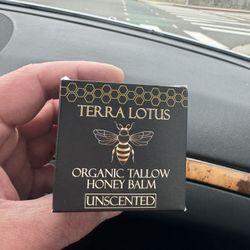 TERRA LOTUS
ORGANIC TALLOW
HONEY BALM
UNSCENTED